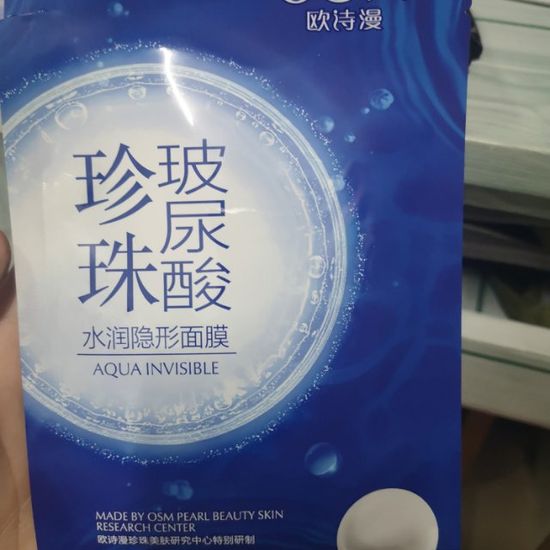 欧诗漫
珍珠
玻尿酸
水润隐形面膜
AQUA INVISIBLE
MADE BY OSM PEARL BEAUTY SKIN
RESEARCH CENTER
欧诗漫珍珠美肤研究中心特别研制